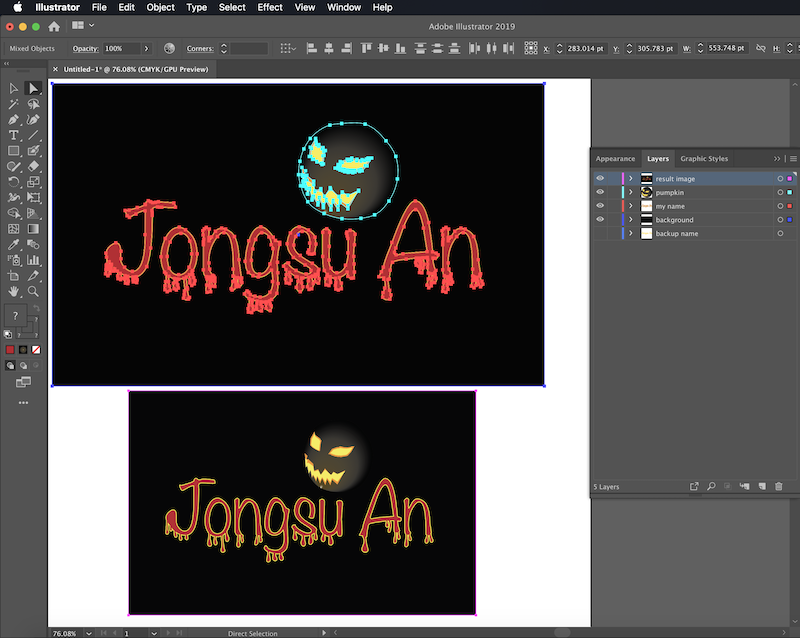 Illustrator File Edit Object Type Select Effect View Window Help
Adobe Illustrator 2019
Mixed Objects Opacity: 100% Corners: X: 283.014 pt Y: 305.783 pt W: 553.748 pt H:
× Untitled-1* @ 76.08% (CMYK/GPU Preview)
Appearance Layers Graphic Styles
result image
pumpkin
my name
background
backup name
Jongsu An
? ?
?
5 Layers
Jongsu An
76.08% 1 Direct Selection